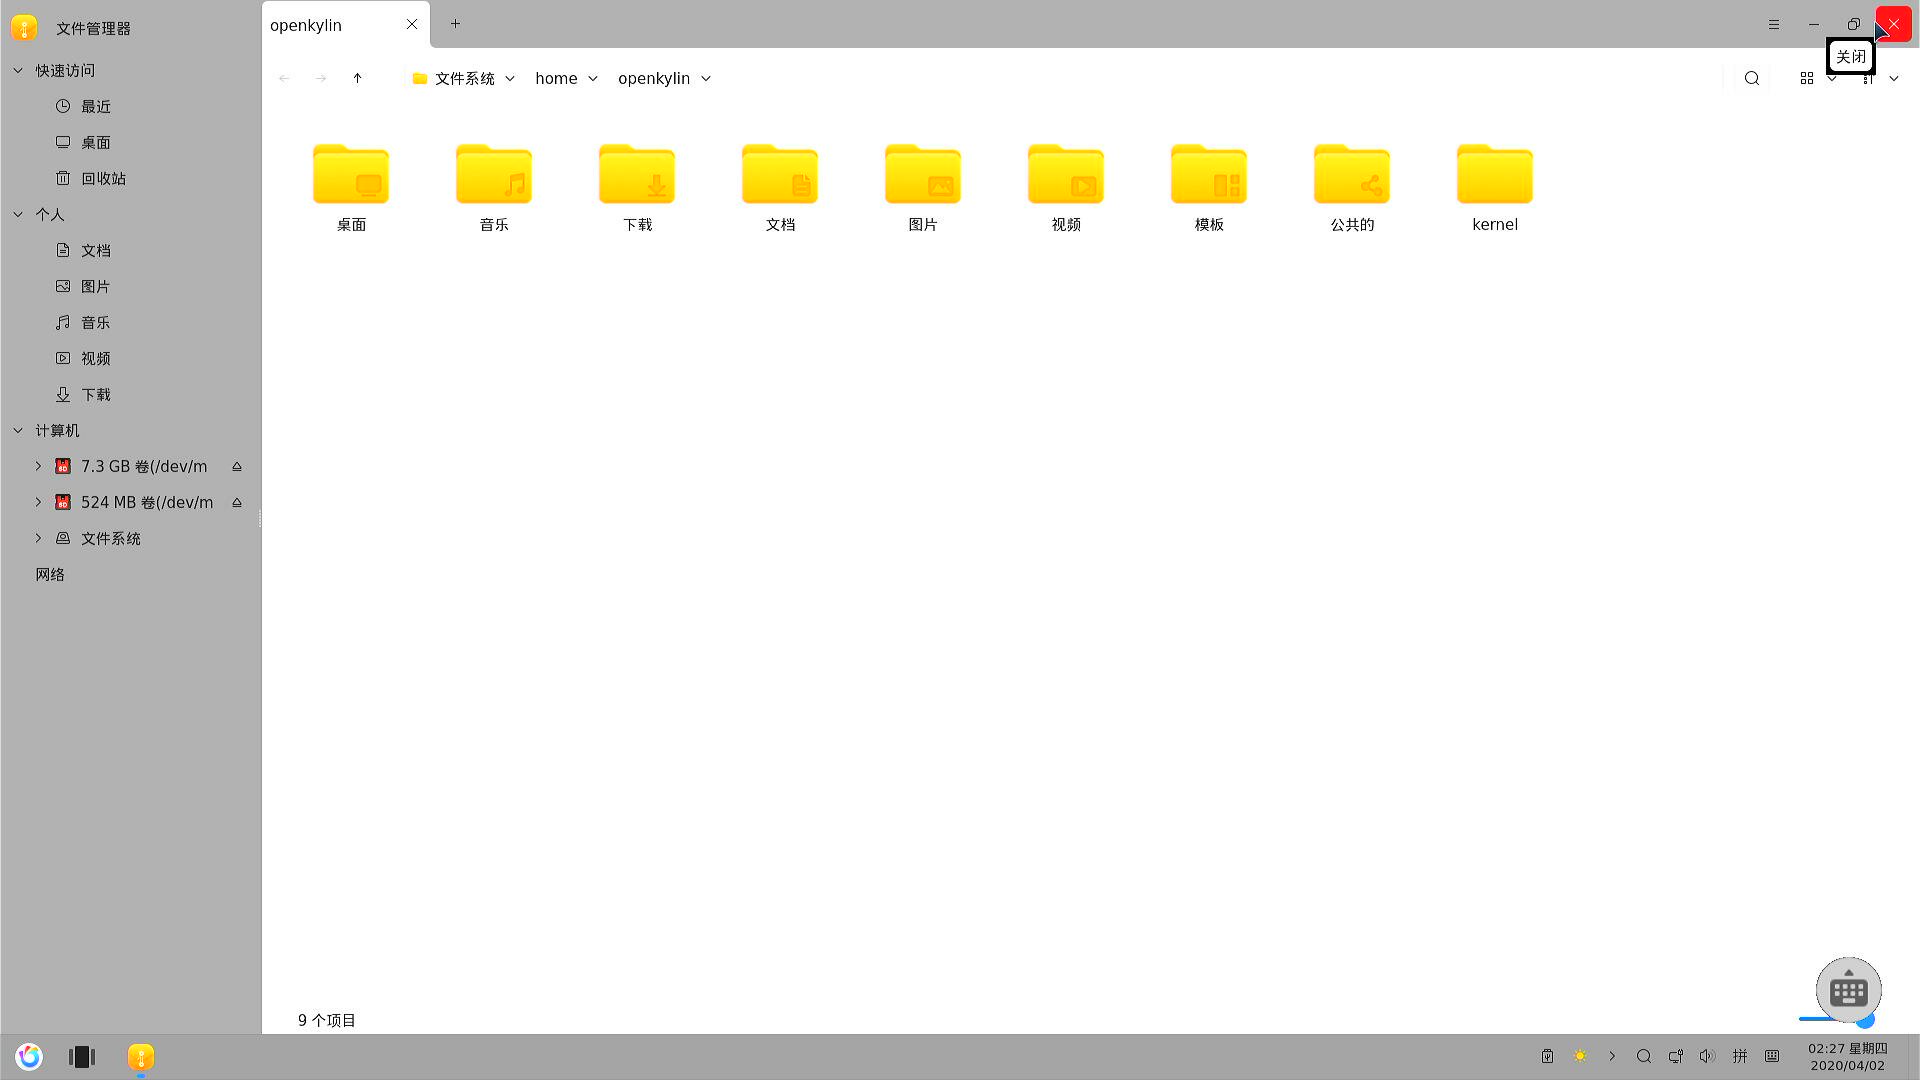 文件管理器
openkylin
关闭
快速访问
最近
桌面
回收站
个人
文档
图片
音乐
视频
下载
计算机
7.3 GB 卷(/dev/m
524 MB 卷(/dev/m
文件系统
网络
文件系统 home openkylin
桌面 音乐 下载 文档 图片 视频 模板 公共的 kernel
9 个项目
拼
02:27 星期四
2020/04/02